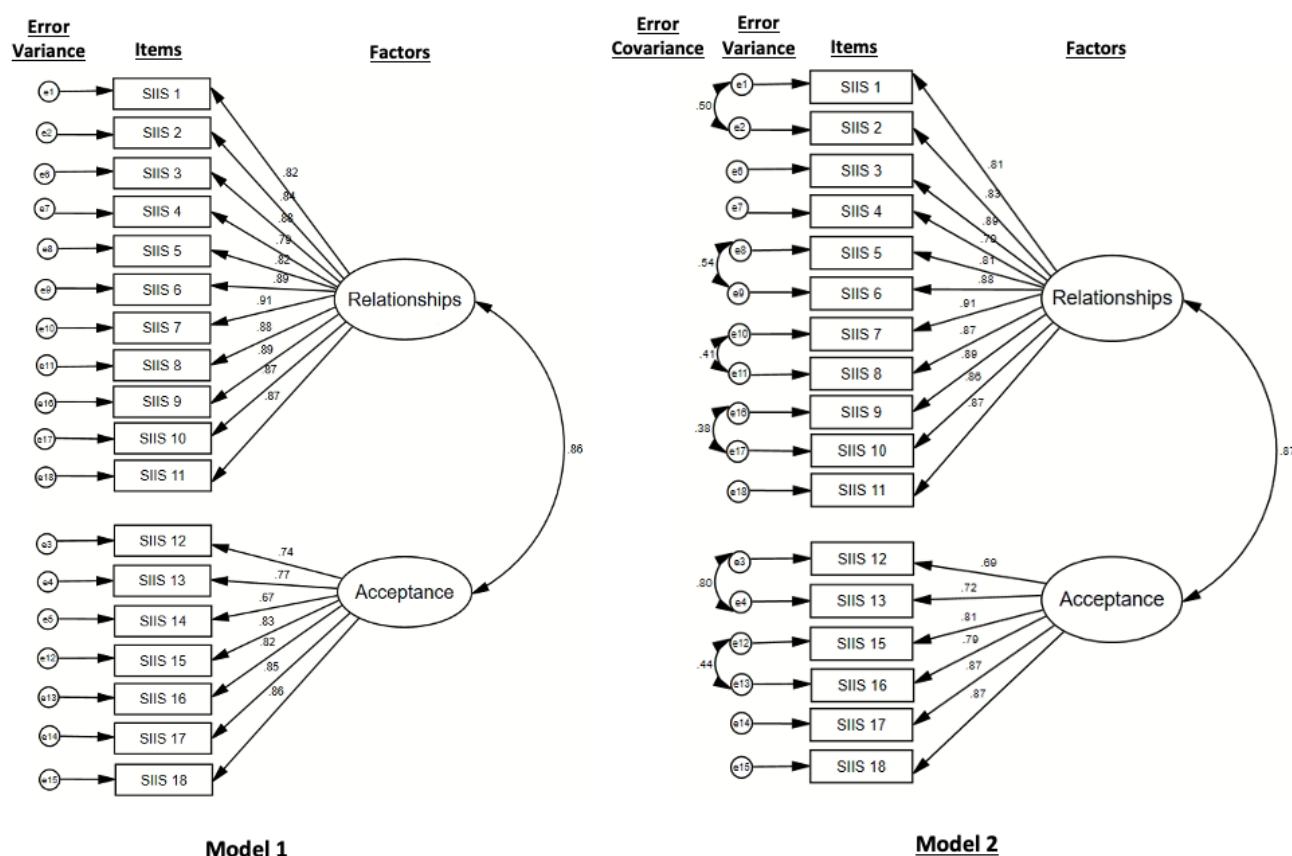 Error
Variance
Items
Factors
e1
SIIS 1
e2
SIIS 2
e6
SIIS 3
e7
SIIS 4
e8
SIIS 5
e9
SIIS 6
e10
SIIS 7
e11
SIIS 8
e16
SIIS 9
e17
SIIS 10
e18
SIIS 11
.82
.84
.88
.79
.82
.89
.91
.88
.89
.87
.87
Relationships
.86
e3
SIIS 12
e4
SIIS 13
e5
SIIS 14
e12
SIIS 15
e13
SIIS 16
e14
SIIS 17
e15
SIIS 18
.74
.77
.67
.83
.82
.85
.86
Acceptance
Model 1
Error
Covariance
Error
Variance
Items
Factors
.50
e1
SIIS 1
e2
SIIS 2
e6
SIIS 3
e7
SIIS 4
.54
e8
SIIS 5
e9
SIIS 6
.41
e10
SIIS 7
e11
SIIS 8
.38
e16
SIIS 9
e17
SIIS 10
e18
SIIS 11
.81
.83
.89
.79
.81
.88
.91
.87
.89
.86
.87
Relationships
.87
.80
e3
SIIS 12
e4
SIIS 13
.44
e12
SIIS 15
e13
SIIS 16
e14
SIIS 17
e15
SIIS 18
.69
.72
.81
.79
.87
.87
Acceptance
Model 2